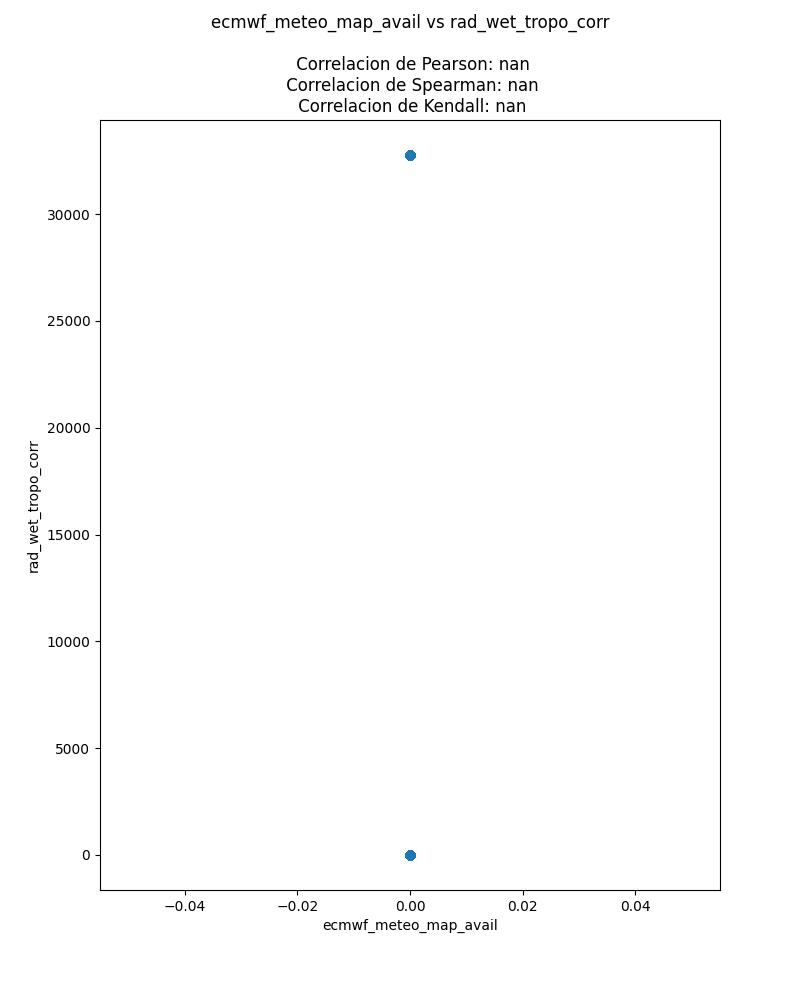 ecmwf_meteo_map_avail vs rad_wet_tropo_corr
Correlacion de Pearson: nan
Correlacion de Spearman: nan
Correlacion de Kendall: nan
30000
25000
20000
15000
10000
5000
0
rad_wet_tropo_corr
−0.04
−0.02
0.00
0.02
0.04
ecmwf_meteo_map_avail